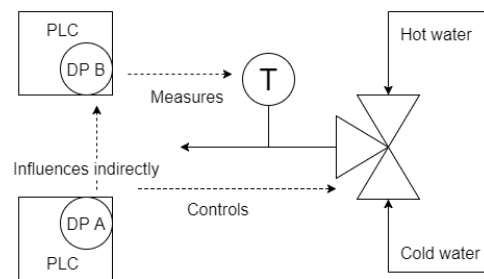 PLC
DP B
Measures
T
Hot water
Influences indirectly
Controls
DP A
PLC
Cold water